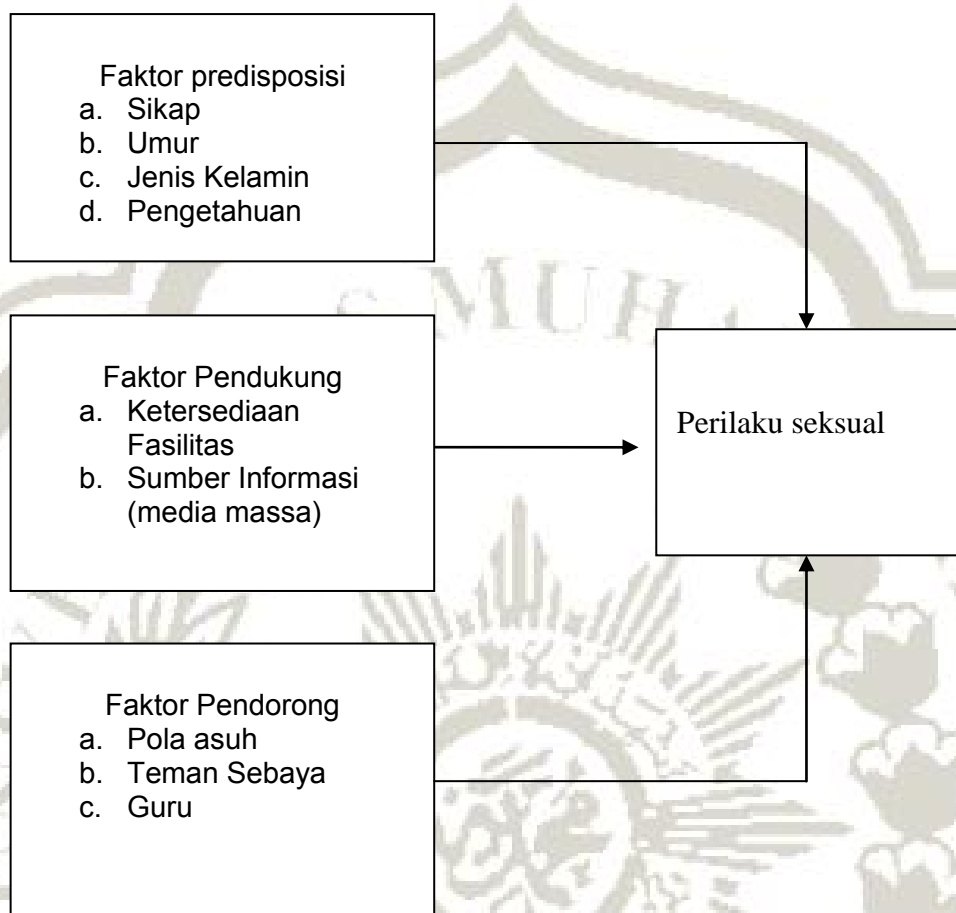 Faktor predisposisi
a. Sikap
b. Umur
c. Jenis Kelamin
d. Pengetahuan
Faktor Pendukung
a. Ketersediaan
Fasilitas
b. Sumber Informasi
(media massa)
Perilaku seksual
Faktor Pendorong
a. Pola asuh
b. Teman Sebaya
c. Guru